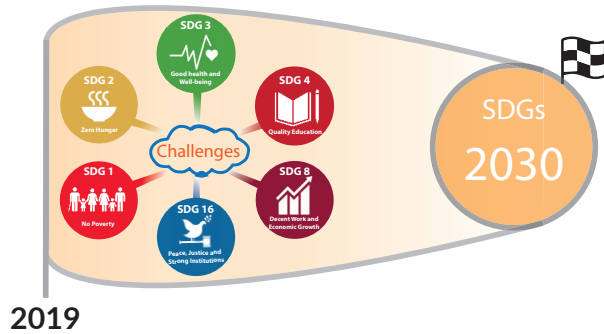 SDG 3
Good health and
Well-being
SDG 2
Zero Hunger
SDG 4
Quality Education
Challenges
SDG 1
No Poverty
SDG 8
Decent Work and
Economic Growth
SDG 16
Peace, Justice and
Strong Institutions
SDGs
2030
2019